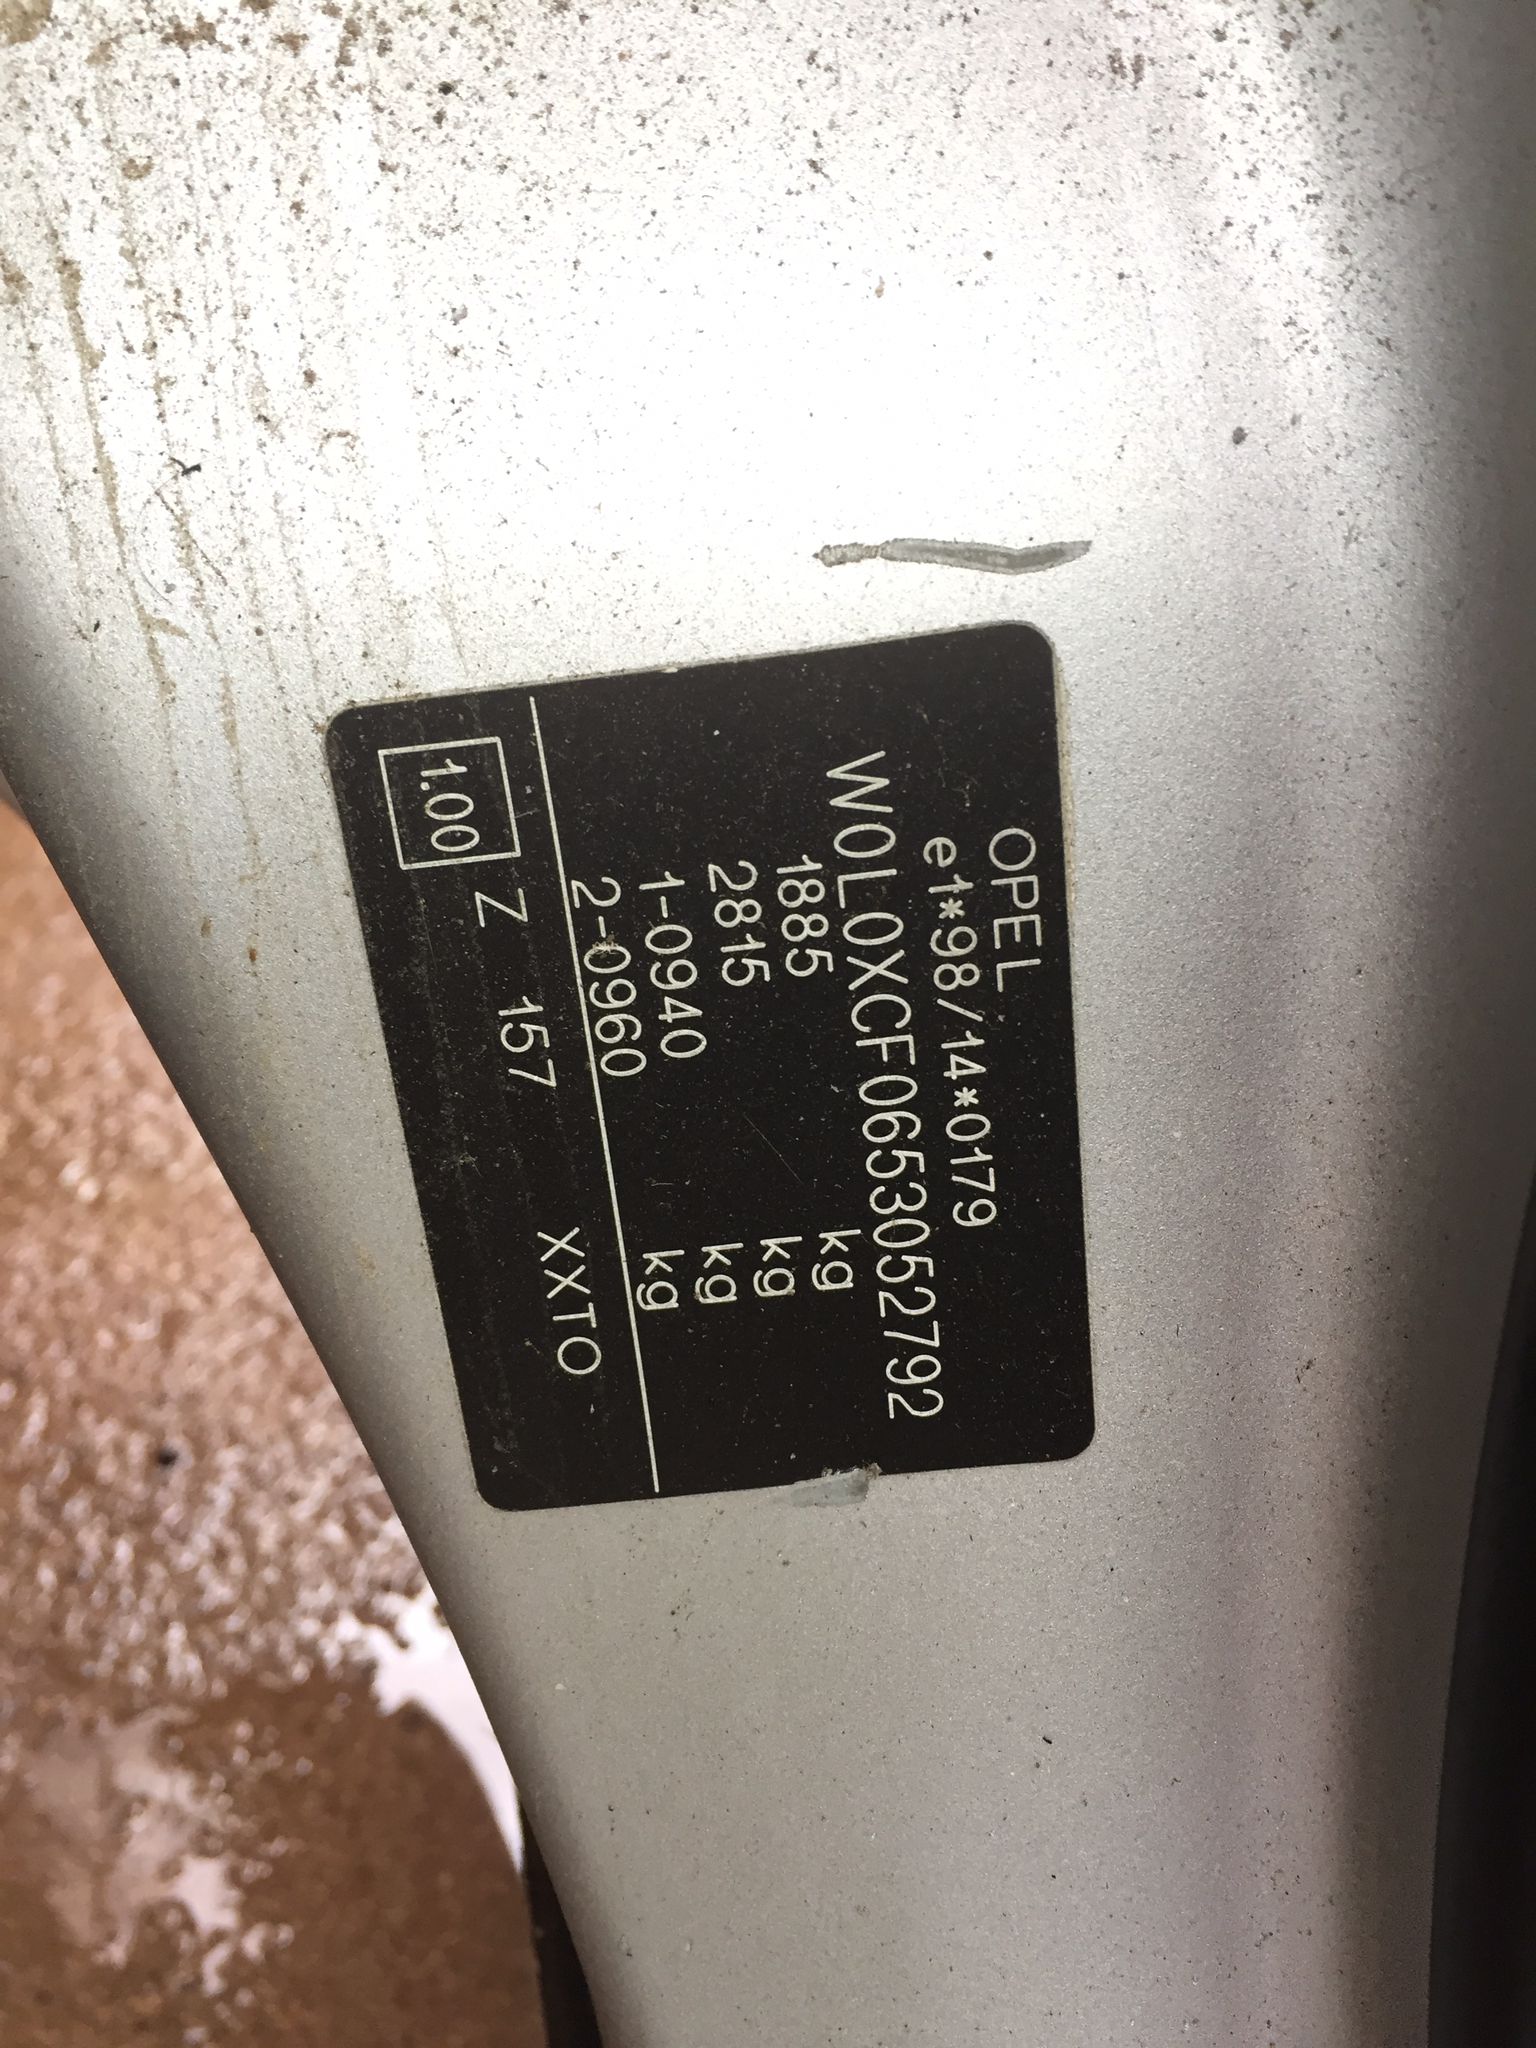 OPEL
e1*98/14*0179
W0L0XCF0653052792
1885 kg
2815 kg
1-0940 kg
2-0960 kg
1.00 Z 157 XXTO